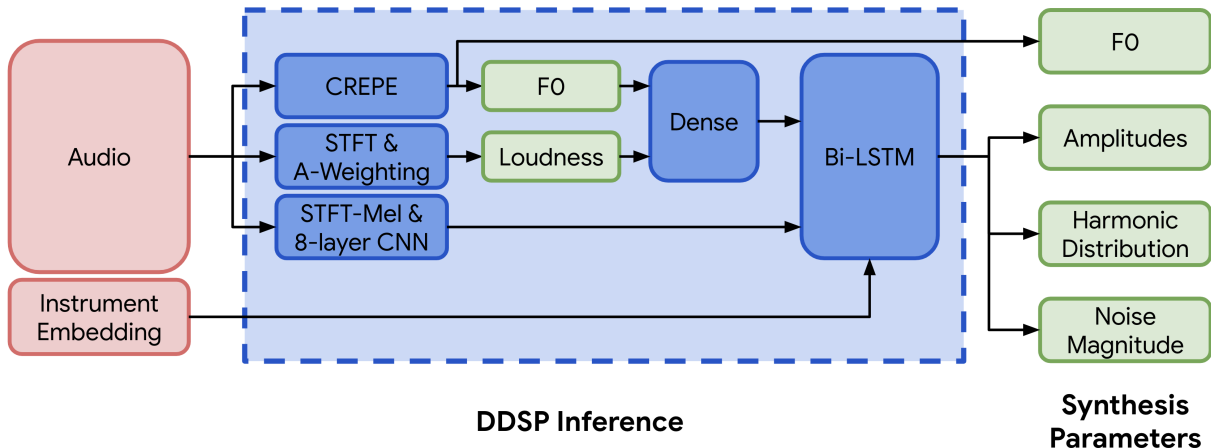 Audio
Instrument
Embedding
CREPE
STFT &
A-Weighting
STFT-Mel &
8-layer CNN
F0
Loudness
Dense
Bi-LSTM
F0
Amplitudes
Harmonic
Distribution
Noise
Magnitude
DDSP Inference
Synthesis
Parameters